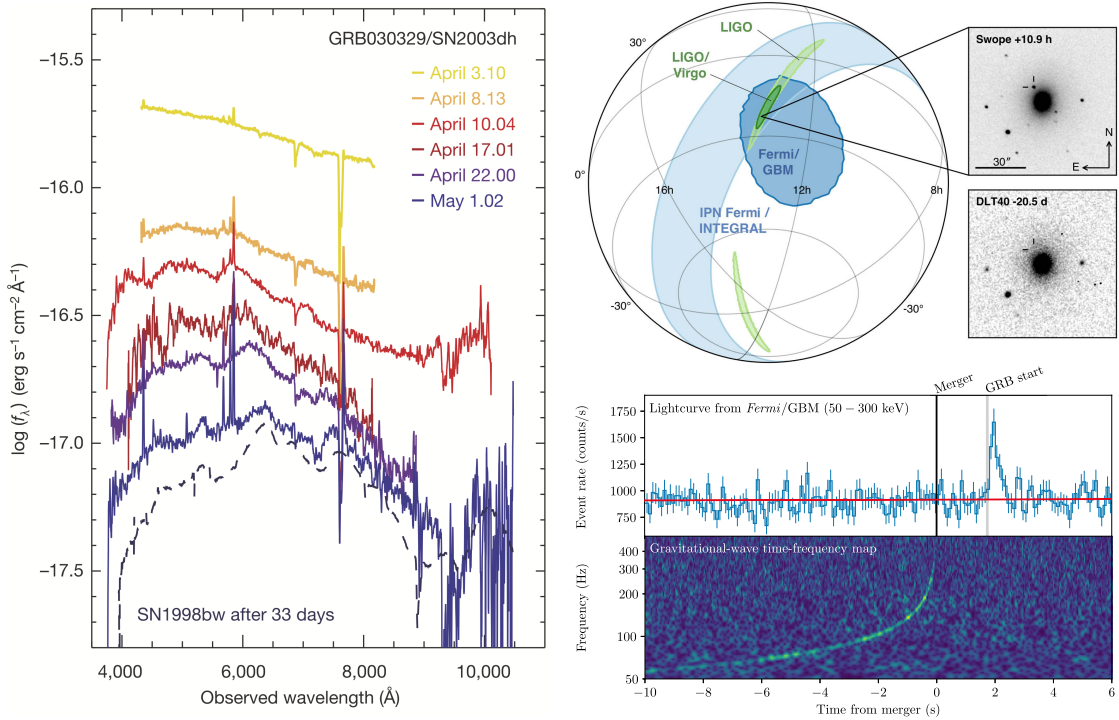 GRB030329/SN2003dh
April 3.10
April 8.13
April 10.04
April 17.01
April 22.00
May 1.02
SN1998bw after 33 days
log ⟨fλ⟩ (erg s−1 cm−2 Å−1)
−15.5
−16.0
−16.5
−17.0
−17.5
4,000
6,000
8,000
10,000
Observed wavelength (Å)
LIGO
LIGO/
Virgo
Fermi/
GBM
IPN Fermi /
INTEGRAL
30°
0°
-30°
-30°
16h
12h
8h
Swope +10.9 h
N
E
30"
DLT40 -20.5 d
Merger
GRB start
Lightcurve from Fermi/GBM (50 − 300 keV)
Event rate (counts/s)
1750
1500
1250
1000
750
Gravitational-wave time-frequency map
Frequency (Hz)
400
300
200
100
50
−10
−8
−6
−4
−2
0
2
4
6
Time from merger (s)